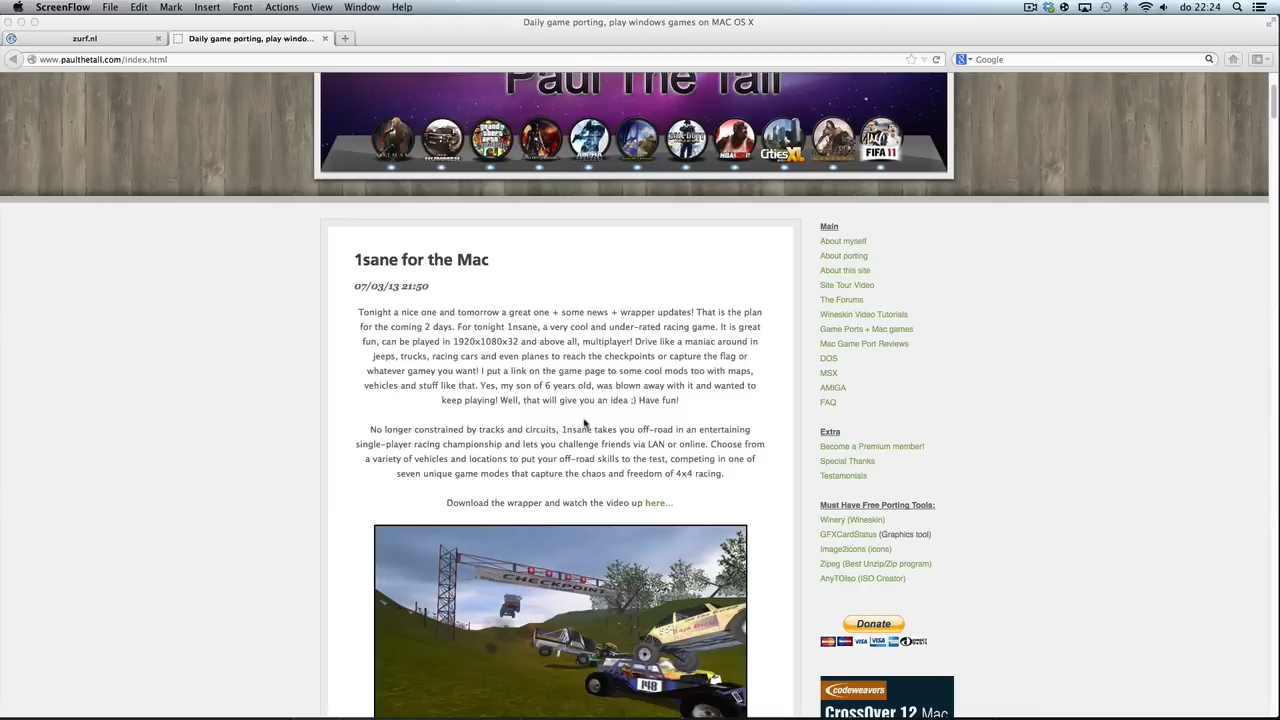 ScreenFlow File Edit Mark Insert Font Actions View Window Help do 22:24
Daily game porting, play windows games on MAC OS X
zurf.nl Daily game porting, play windo...
www.paulthetall.com/index.html Google
Paul The Tall
HUMMER ALPHA NBA CitiesXL FIFA 11
1sane for the Mac
07/03/13 21:50
Tonight a nice one and tomorrow a great one + some news + wrapper updates! That is the plan
for the coming 2 days. For tonight 1nsane, a very cool and under-rated racing game. It is great
fun, can be played in 1920x1080x32 and above all, multiplayer! Drive like a maniac around in
jeeps, trucks, racing cars and even planes to reach the checkpoints or capture the flag or
whatever gamey you want! I put a link on the game page to some cool mods too with maps,
vehicles and stuff like that. Yes, my son of 6 years old, was blown away with it and wanted to
keep playing! Well, that will give you an idea ;) Have fun!
No longer constrained by tracks and circuits, 1nsane takes you off-road in an entertaining
single-player racing championship and lets you challenge friends via LAN or online. Choose from
a variety of vehicles and locations to put your off-road skills to the test, competing in one of
seven unique game modes that capture the chaos and freedom of 4x4 racing.
Download the wrapper and watch the video up here...
CHECKPOINT
148
Main
About myself
About porting
About this site
Site Tour Video
The Forums
Wineskin Video Tutorials
Game Ports + Mac games
Mac Game Port Reviews
DOS
MSX
AMIGA
FAQ
Extra
Become a Premium member!
Special Thanks
Testamonials
Must Have Free Porting Tools:
Winery (Wineskin)
GFXCardStatus (Graphics tool)
Image2icons (icons)
Zipeg (Best Unzip/Zip program)
AnyTOIso (ISO Creator)
Donate
VISA VISA
codeweavers
CrossOver 12 Mac